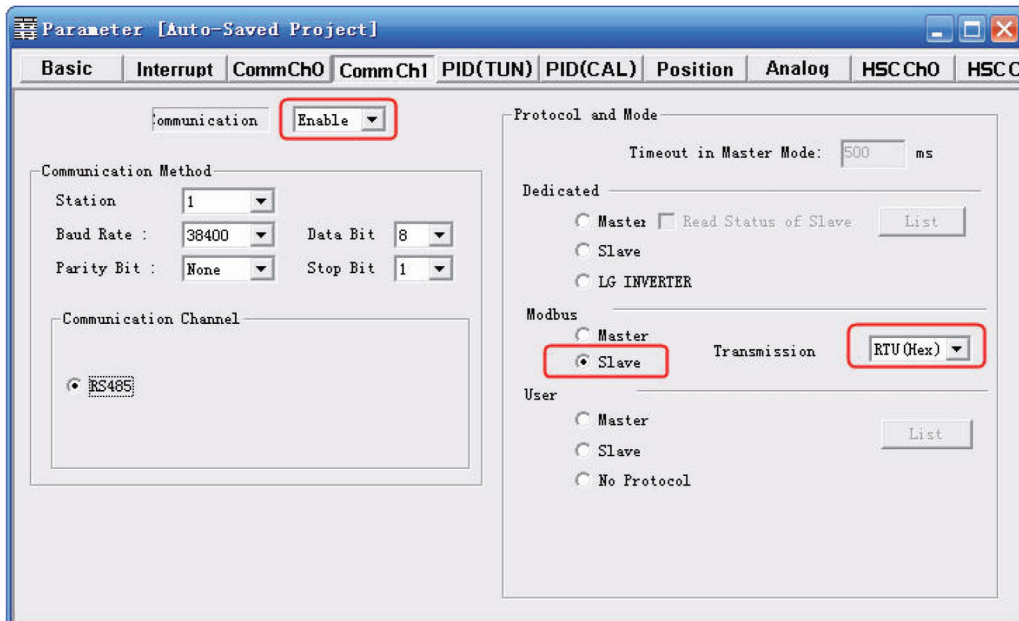 Parameter [Auto-Saved Project]
Basic Interrupt CommCh0 CommCh1 PID(TUN) PID(CAL) Position Analog HSCCh0 HSCC
ommunication Enable
Communication Method
Station 1
Baud Rate : 38400 Data Bit 8
Parity Bit : None Stop Bit 1
Communication Channel
RS485
Protocol and Mode
Timeout in Master Mode: 500 ms
Dedicated
Master Read Status of Slave List
Slave
LG INVERTER
Modbus
Master
Slave Transmission RTU(Hex)
User
Master List
Slave
No Protocol